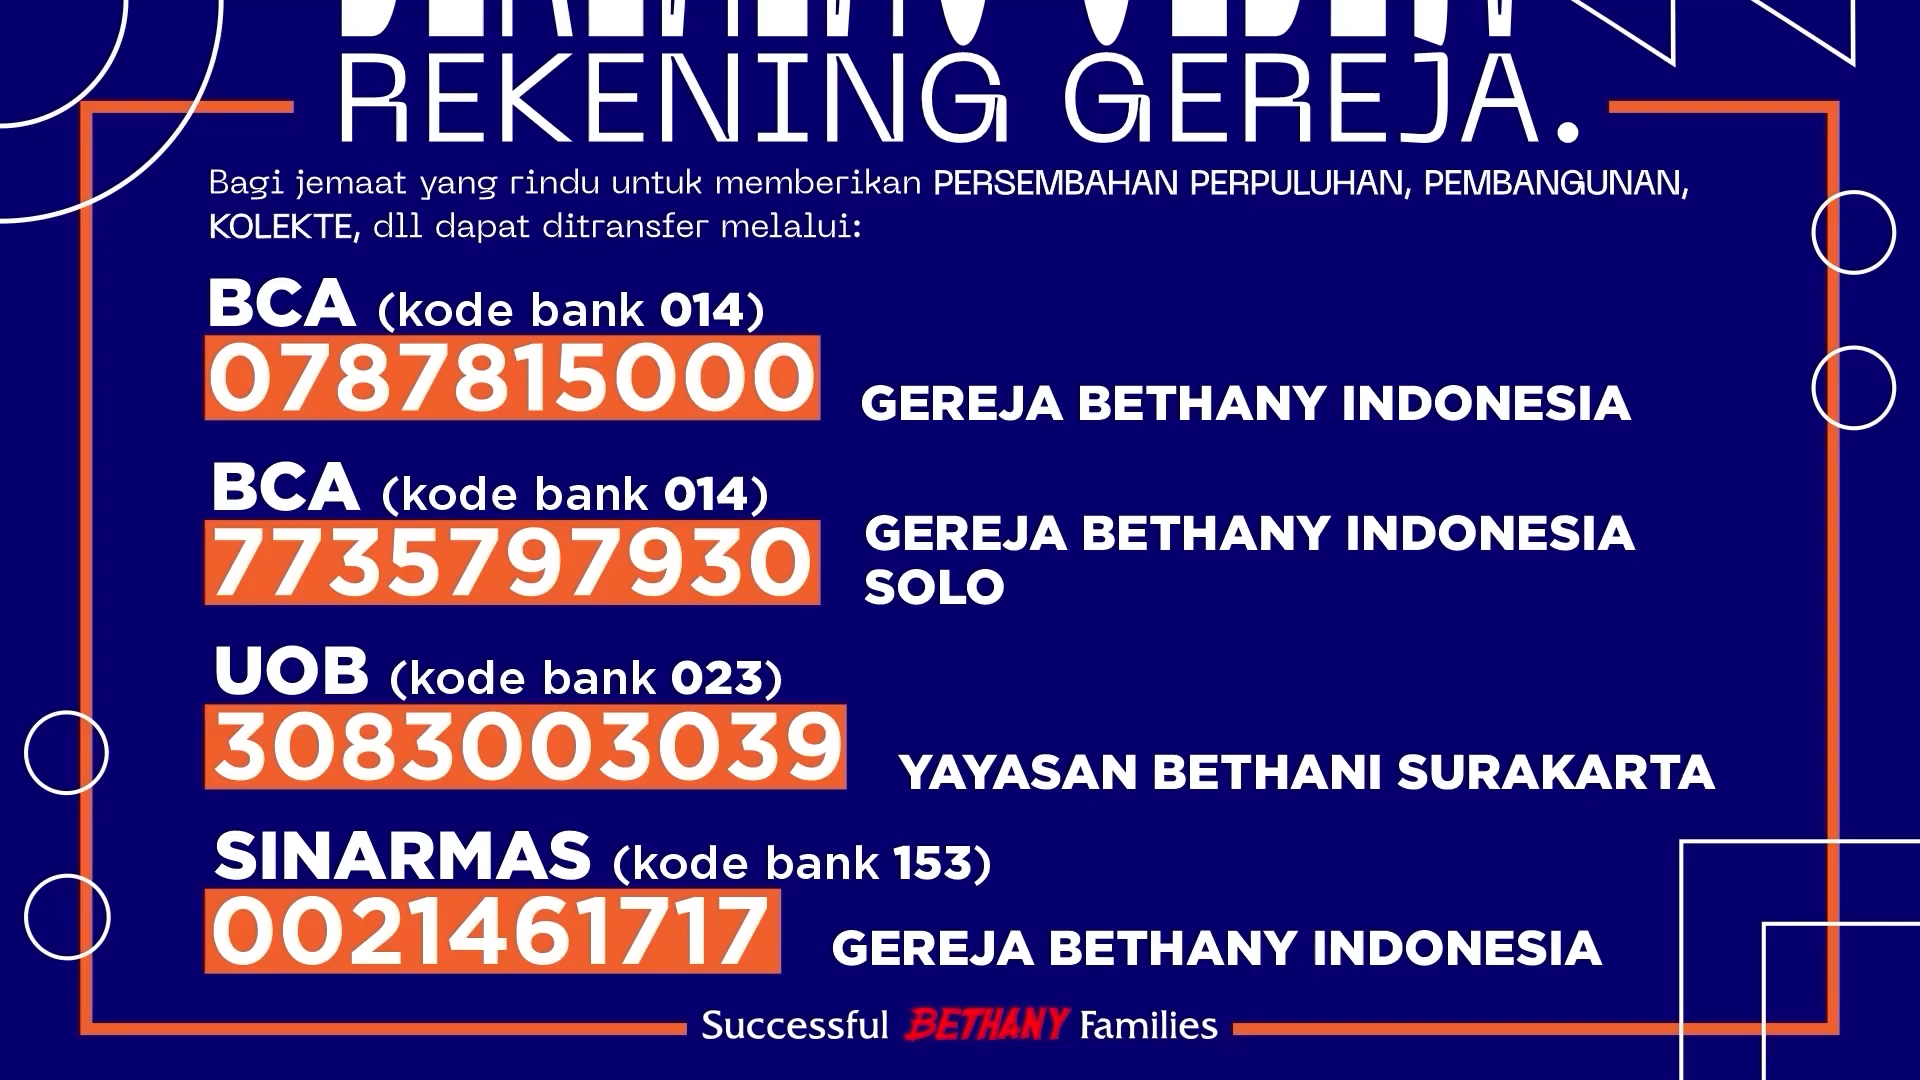 REKENING GEREJA.
Bagi jemaat yang rindu untuk memberikan PERSEMBAHAN PERPULUHAN, PEMBANGUNAN,
KOLEKTE, dll dapat ditransfer melalui:
BCA (kode bank 014)
0787815000 GEREJA BETHANY INDONESIA
BCA (kode bank 014)
7735797930 GEREJA BETHANY INDONESIA
SOLO
UOB (kode bank 023)
3083003039 YAYASAN BETHANI SURAKARTA
SINARMAS (kode bank 153)
0021461717 GEREJA BETHANY INDONESIA
Successful BETHANY Families